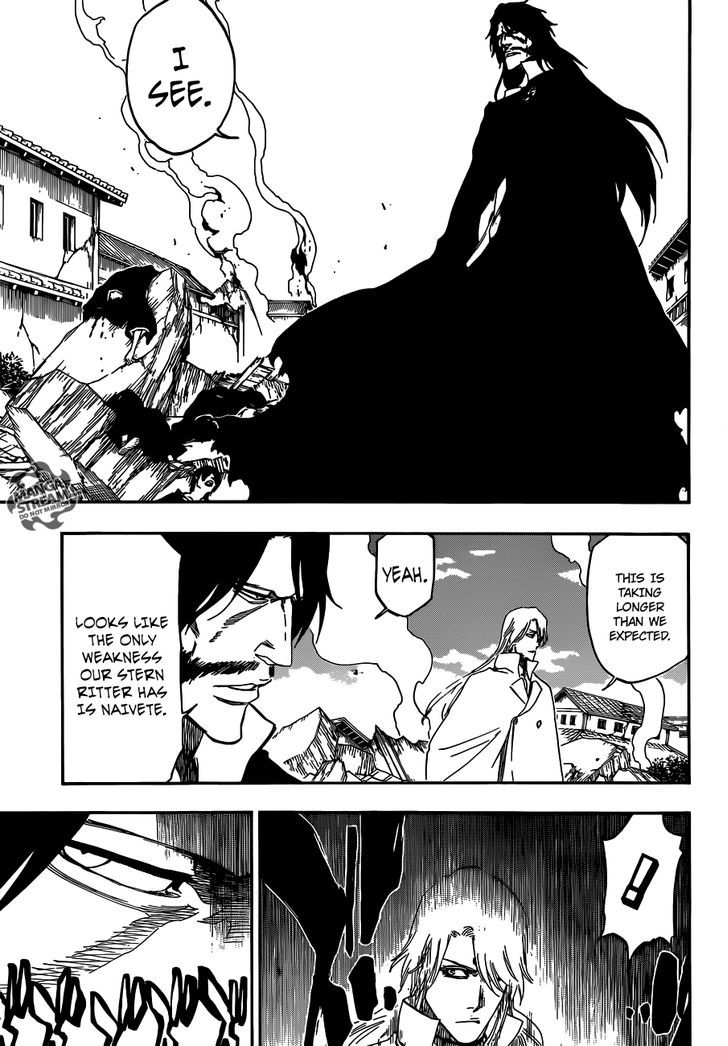 I
SEE.
THIS IS
TAKING
LONGER
THAN WE
EXPECTED.
YEAH.
LOOKS LIKE
THE ONLY
WEAKNESS
OUR STERN
RITTER HAS
IS NAIVETE.
!
MANGA
STREAM
DO NOT MIRROR